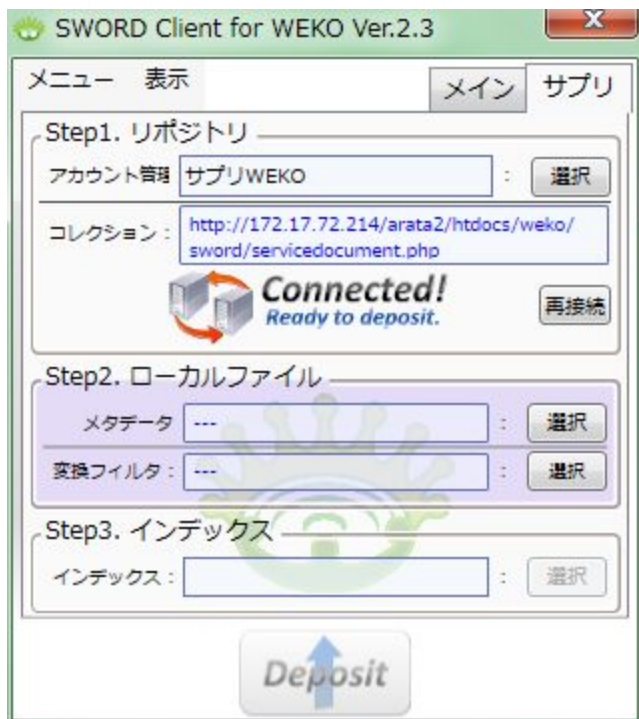 SWORD Client for WEKO Ver.2.3
メニュー 表示
メイン サプリ
Step1. リポジトリ
アカウント管理 サプリWEKO : 選択
コレクション : http://172.17.72.214/arata2/htdocs/weko/
sword/servicedocument.php
Connected!
Ready to deposit.
再接続
Step2. ローカルファイル
メタデータ --- : 選択
変換フィルタ : --- : 選択
Step3. インデックス
インデックス : : 選択
Deposit